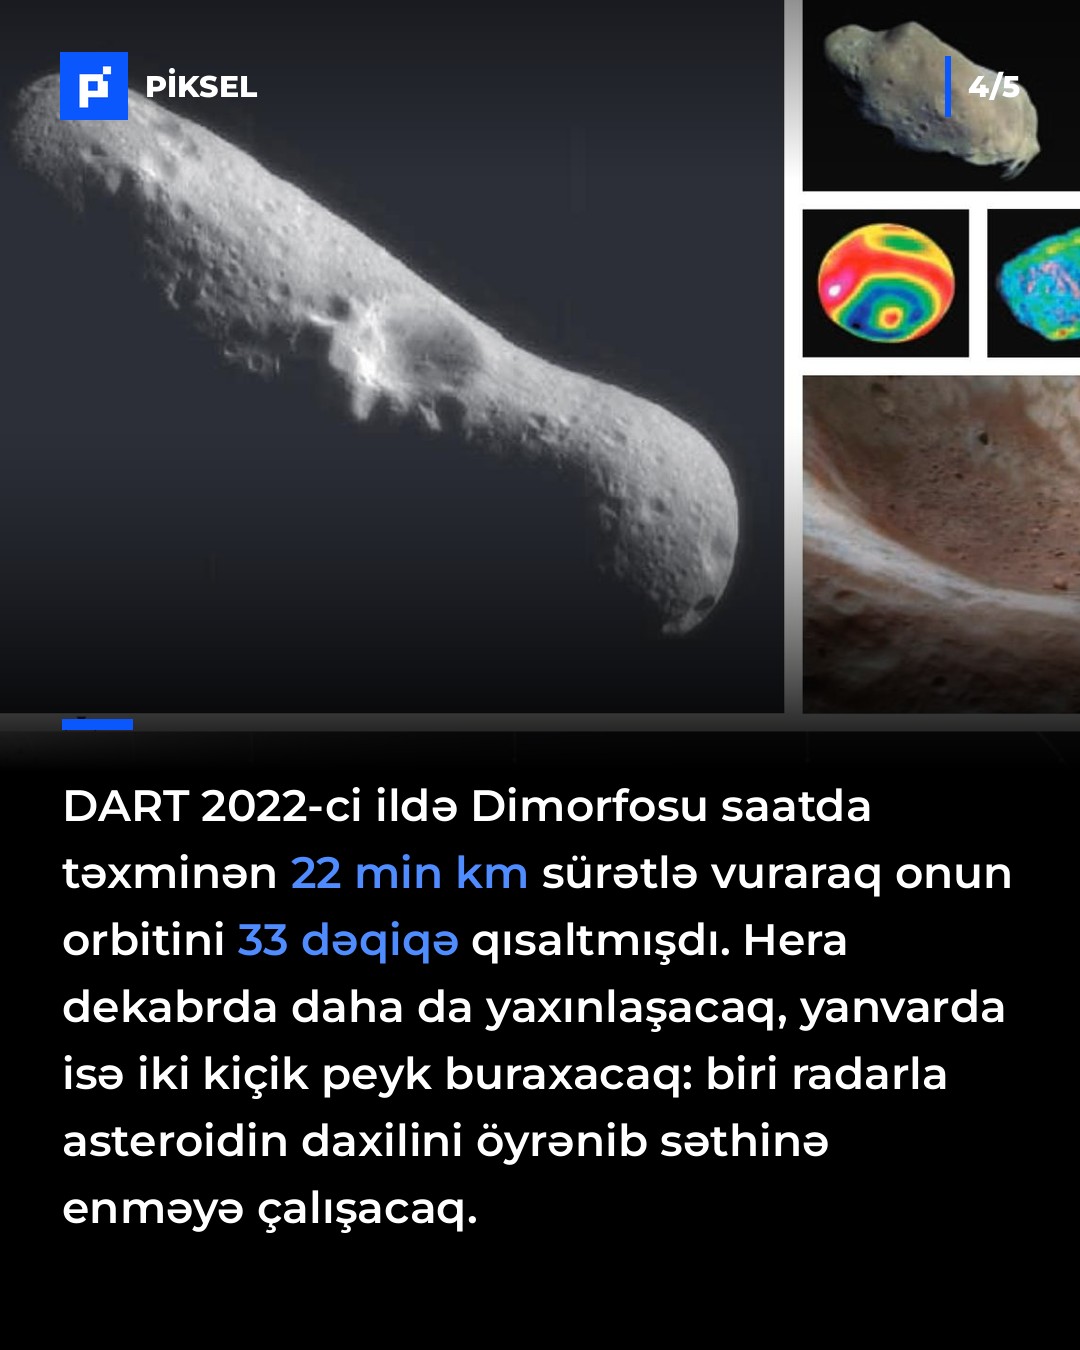 PİKSEL
4/5
DART 2022-ci ildə Dimorfosu saatda
təxminən 22 min km sürətlə vuraraq onun
orbitini 33 dəqiqə qısaltmışdı. Hera
dekabrda daha da yaxınlaşacaq, yanvarda
isə iki kiçik peyk buraxacaq: biri radarla
asteroidin daxilini öyrənib səthinə
enməyə çalışacaq.